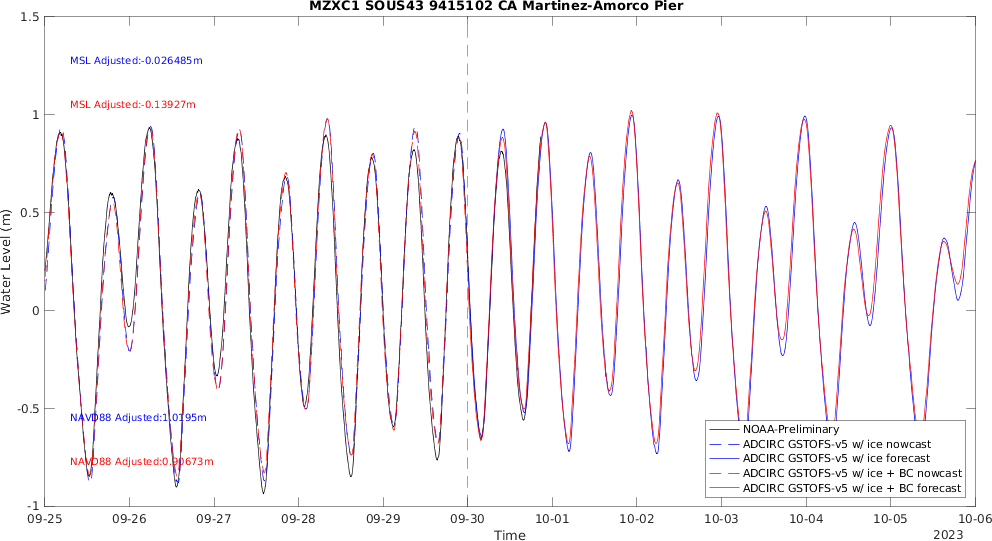 MZXC1 SOUS43 9415102 CA Martinez-Amorco Pier
1.5
MSL Adjusted:-0.026485m
MSL Adjusted:-0.13927m
1
0.5
Water Level (m)
0
-0.5
NAVD88 Adjusted:1.0195m
NAVD88 Adjusted:0.90673m
-1
NOAA-Preliminary
ADCIRC GSTOFS-v5 w/ ice nowcast
ADCIRC GSTOFS-v5 w/ ice forecast
ADCIRC GSTOFS-v5 w/ ice + BC nowcast
ADCIRC GSTOFS-v5 w/ ice + BC forecast
09-25 09-26 09-27 09-28 09-29 09-30 10-01 10-02 10-03 10-04 10-05 10-06
Time
2023